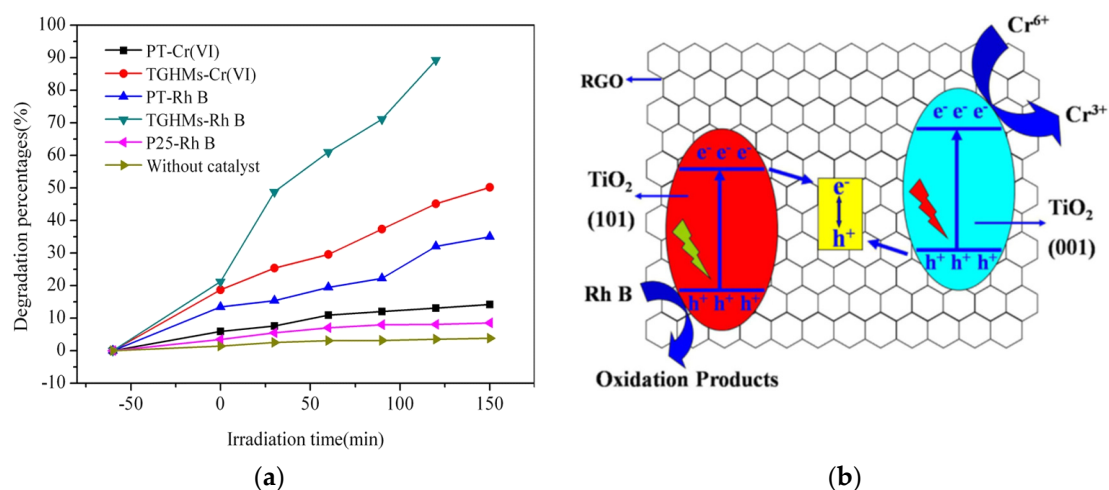 Degradation percentages(%)
100
90
80
70
60
50
40
30
20
10
0
-10
PT-Cr(VI)
TGHMs-Cr(VI)
PT-Rh B
TGHMs-Rh B
P25-Rh B
Without catalyst
-50 0 50 100 150
Irradiation time(min)
(a)
Cr⁶⁺
RGO
e⁻ e⁻ e⁻
Cr³⁺
e⁻ e⁻ e⁻
TiO₂
(101)
e⁻
h⁺
TiO₂
(001)
h⁺ h⁺ h⁺
Rh B
h⁺ h⁺ h⁺
Oxidation Products
(b)